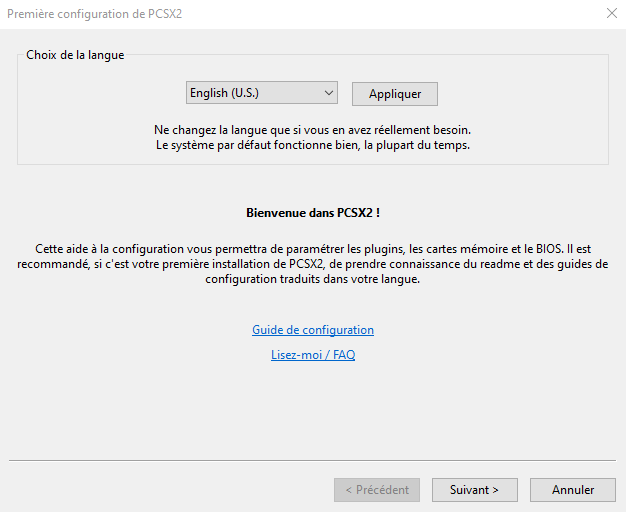 Première configuration de PCSX2
Choix de la langue
English (U.S.)
Appliquer
Ne changez la langue que si vous en avez réellement besoin.
Le système par défaut fonctionne bien, la plupart du temps.
Bienvenue dans PCSX2 !
Cette aide à la configuration vous permettra de paramétrer les plugins, les cartes mémoire et le BIOS. Il est
recommandé, si c'est votre première installation de PCSX2, de prendre connaissance du readme et des guides de
configuration traduits dans votre langue.
Guide de configuration
Lisez-moi / FAQ
< Précédent
Suivant >
Annuler